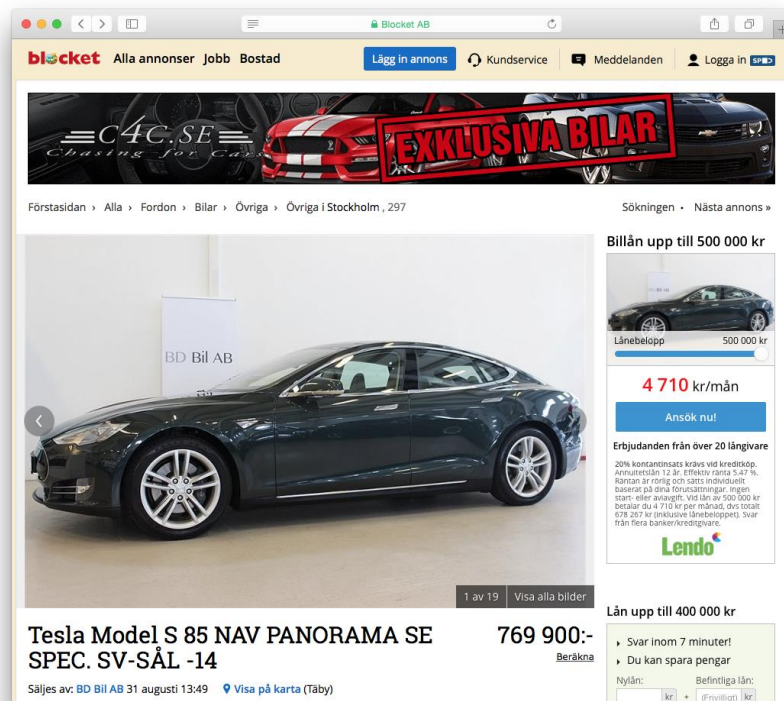 Blocket AB
blocket Alla annonser Jobb Bostad Lägg in annons Kundservice Meddelanden Logga in SPiD
C4C.SE
Chasing for Cars
EXKLUSIVA BILAR
Förstasidan › Alla › Fordon › Bilar › Övriga › Övriga i Stockholm , 297
Sökningen • Nästa annons »
BD Bil AB
1 av 19 Visa alla bilder
Tesla Model S 85 NAV PANORAMA SE
SPEC. SV-SÅL -14
769 900:-
Beräkna
Säljes av: BD Bil AB 31 augusti 13:49 Visa på karta (Täby)
Billån upp till 500 000 kr
BD Bil AB
Lånebelopp 500 000 kr
4 710 kr/mån
Ansök nu!
Erbjudanden från över 20 långivare
20% kontantinsats krävs vid kreditköp.
Annuitetslån 12 år. Effektiv ränta 5.47 %.
Räntan är rörlig och sätts individuellt
baserat på dina förutsättningar. Ingen
start- eller aviavgift. Vid lån av 500 000 kr
betalar du 4 710 kr per månad, dvs totalt
678 267 kr (inklusive lånebeloppet). Svar
från flera banker/kreditgivare.
Lendo
Lån upp till 400 000 kr
› Svar inom 7 minuter!
› Du kan spara pengar
Nylån: Befintliga lån:
kr + (Frivilligt) kr